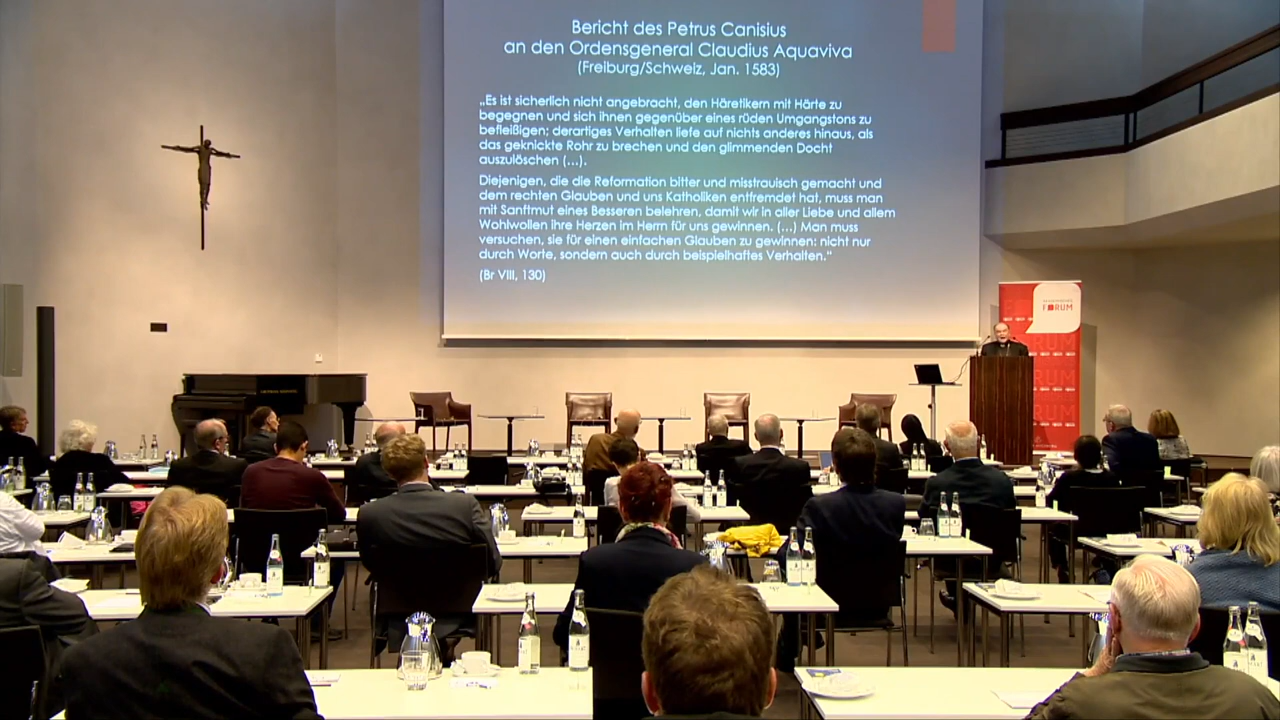 Bericht des Petrus Canisius
an den Ordensgeneral Claudius Aquaviva
(Freiburg/Schweiz, Jan. 1583)
„Es ist sicherlich nicht angebracht, den Häretikern mit Härte zu
begegnen und sich ihnen gegenüber eines rüden Umgangstons zu
befleißigen; derartiges Verhalten liefe auf nichts anderes hinaus, als
das geknickte Rohr zu brechen und den glimmenden Docht
auszulöschen (…).
Diejenigen, die die Reformation bitter und misstrauisch gemacht und
dem rechten Glauben und uns Katholiken entfremdet hat, muss man
mit Sanftmut eines Besseren belehren, damit wir in aller Liebe und allem
Wohlwollen ihre Herzen im Herrn für uns gewinnen. (…) Man muss
versuchen, sie für einen einfachen Glauben zu gewinnen: nicht nur
durch Worte, sondern auch durch beispielhaftes Verhalten.“
(Br VIII, 130)
FORUM
RUM
RUM
ORUM